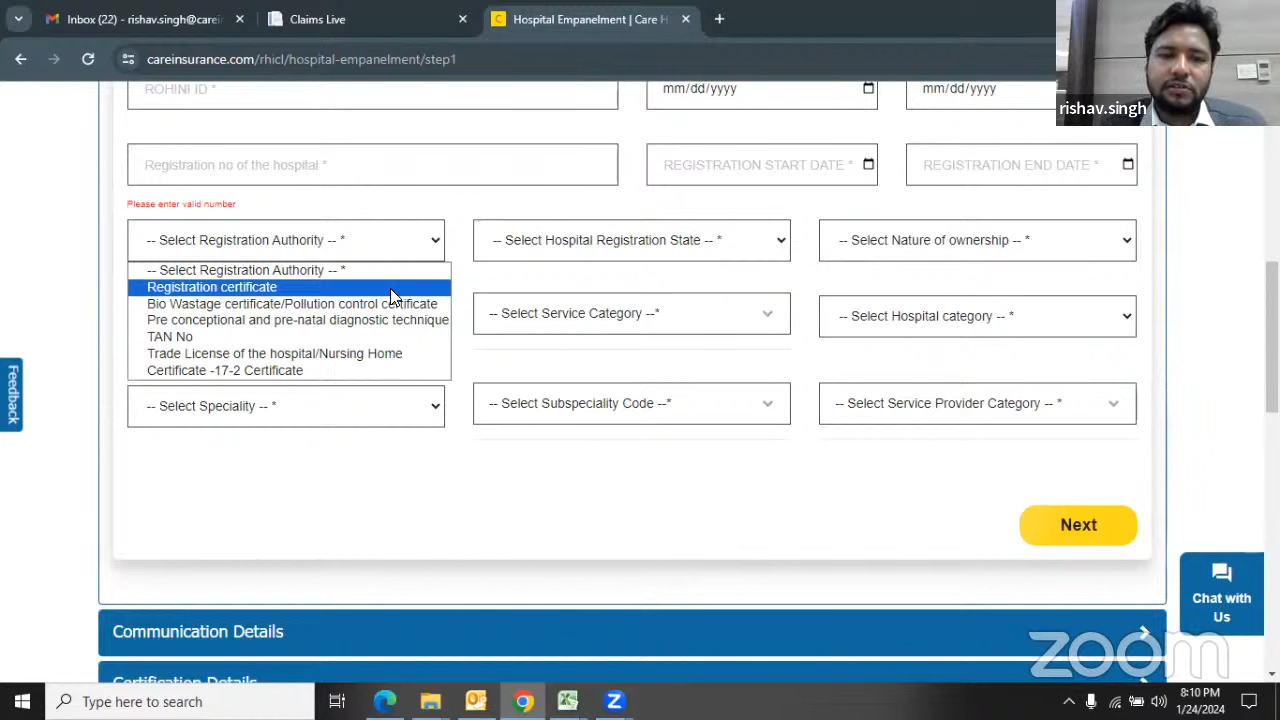 Inbox (22) - rishav.singh@carei
Claims Live
Hospital Empanelment | Care H
careinsurance.com/rhicl/hospital-empanelment/step1
rishav.singh
ROHINI ID *
mm/dd/yyyy
mm/dd/yyyy
Registration no of the hospital *
REGISTRATION START DATE *
REGISTRATION END DATE *
Please enter valid number
-- Select Registration Authority -- *
-- Select Hospital Registration State -- *
-- Select Nature of ownership -- *
-- Select Registration Authority -- *
Registration certificate
Bio Wastage certificate/Pollution control certificate
Pre conceptional and pre-natal diagnostic technique
TAN No
Trade License of the hospital/Nursing Home
Certificate -17-2 Certificate
-- Select Service Category --*
-- Select Hospital category -- *
-- Select Speciality -- *
-- Select Subspeciality Code --*
-- Select Service Provider Category -- *
Next
Feedback
Chat with
Us
Communication Details
Certification Details
zoom
Type here to search
8:10 PM
1/24/2024